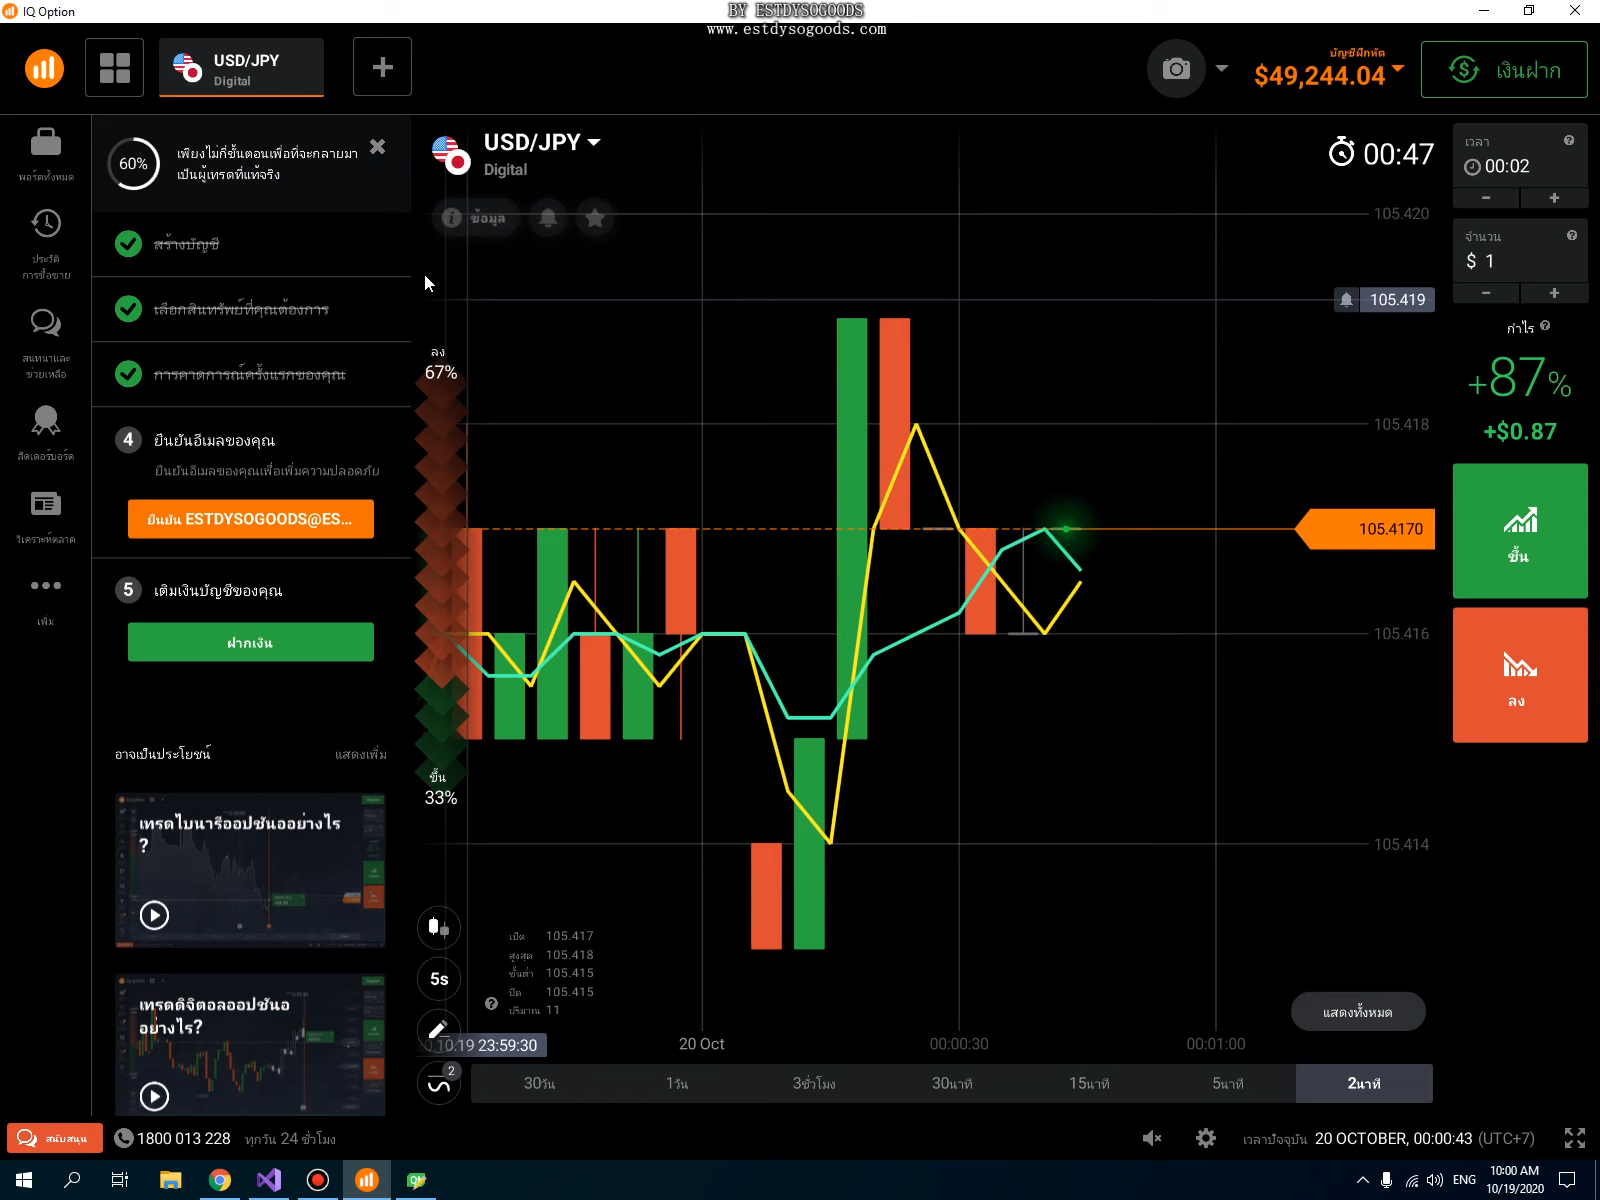 IQ Option
BY ESTDYSOGOODS
www.estdysogoods.com
USD/JPY
Digital
บัญชีฝึกหัด
$49,244.04
เงินฝาก
60%
เพียงไม่กี่ขั้นตอนเพื่อที่จะกลายมา
เป็นผู้เทรดที่แท้จริง
สร้างบัญชี
เลือกสินทรัพย์ที่คุณต้องการ
การคาดการณ์ครั้งแรกของคุณ
4 ยืนยันอีเมลของคุณ
ยืนยันอีเมลของคุณเพื่อเพิ่มความปลอดภัย
ยืนยัน ESTDYSOGOODS@ES...
5 เติมเงินบัญชีของคุณ
ฝากเงิน
อาจเป็นประโยชน์
แสดงเพิ่ม
เทรดไบนารีออปชันออย่างไร
?
เทรดดิจิตอลออปชันอ
อย่างไร?
พอร์ตทั้งหมด
ประวัติ
การซื้อขาย
สนทนาและ
ช่วยเหลือ
ลีดเดอร์บอร์ด
วิเคราะห์ตลาด
เพิ่ม
USD/JPY
Digital
ข้อมูล
00:47
ลง
67%
ขึ้น
33%
105.420
105.419
105.418
105.4170
105.416
105.414
เปิด 105.417
สูงสุด 105.418
ขั้นต่ำ 105.415
ปิด 105.415
ปริมาณ 11
5s
2
0.10.19 23:59:30
20 Oct
00:00:30
00:01:00
แสดงทั้งหมด
30วัน
1วัน
3ชั่วโมง
30นาที
15นาที
5นาที
2นาที
เวลา
00:02
- +
จำนวน
$ 1
- +
กำไร
+87%
+$0.87
ขึ้น
ลง
สนับสนุน
1800 013 228 ทุกวัน 24 ชั่วโมง
เวลาปัจจุบัน 20 OCTOBER, 00:00:43 (UTC+7)
ENG
10:00 AM
10/19/2020